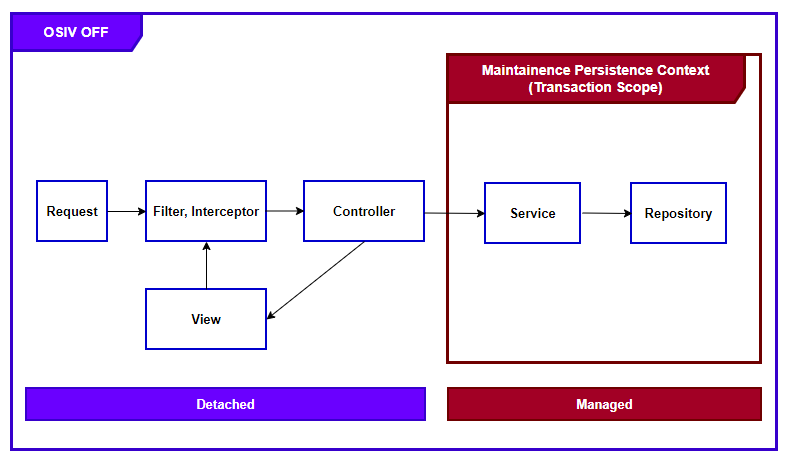 OSIV OFF
Maintainence Persistence Context
(Transaction Scope)
Request
Filter, Interceptor
Controller
Service
Repository
View
Detached
Managed